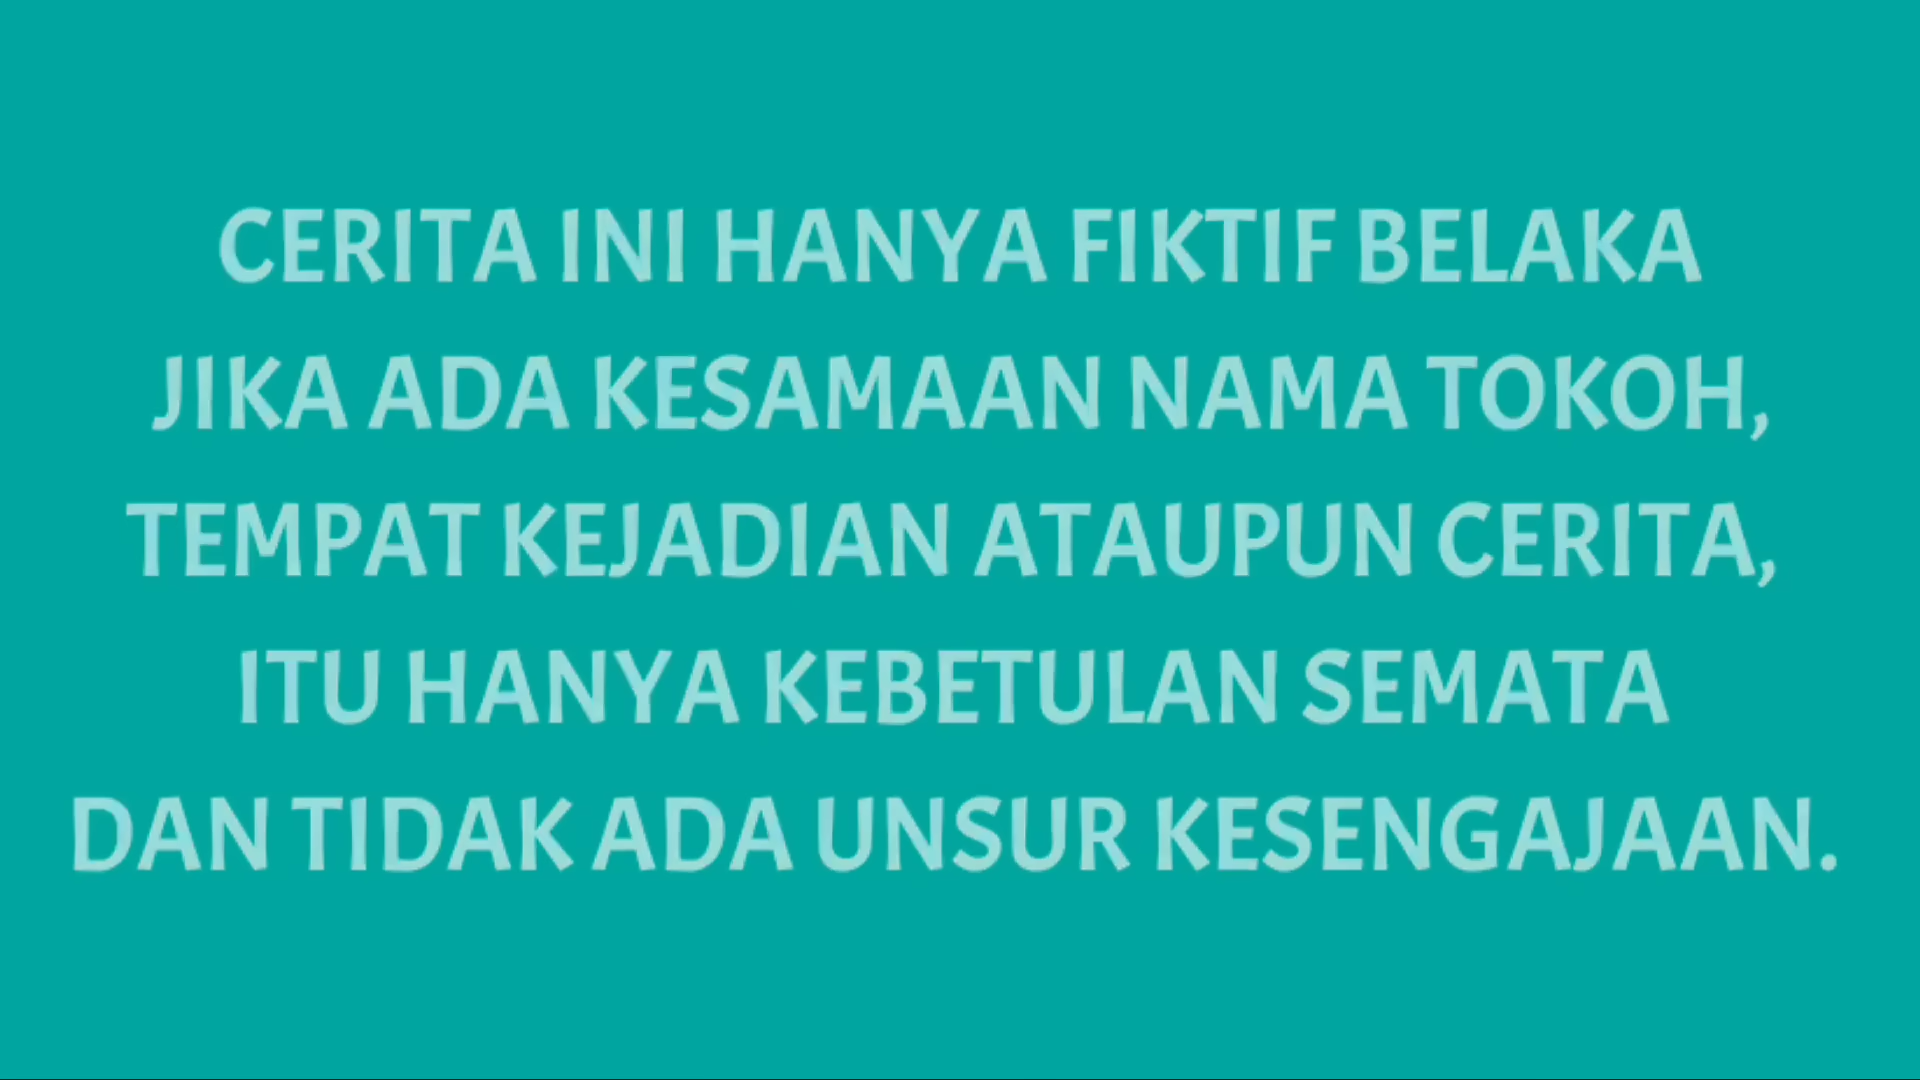 CERITA INI HANYA FIKTIF BELAKA
JIKA ADA KESAMAAN NAMA TOKOH,
TEMPAT KEJADIAN ATAUPUN CERITA,
ITU HANYA KEBETULAN SEMATA
DAN TIDAK ADA UNSUR KESENGAJAAN.